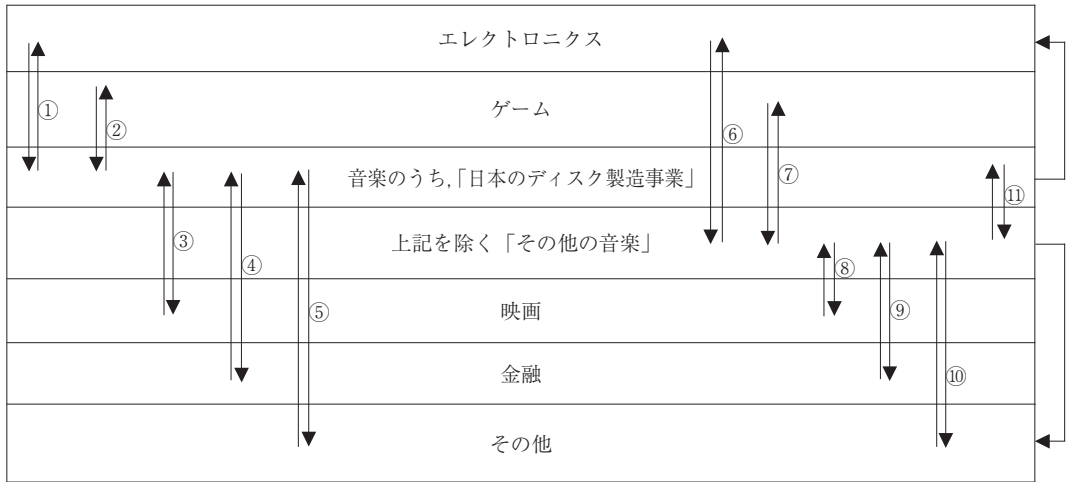 エレクトロニクス
①
ゲーム
②
⑥
音楽のうち,「日本のディスク製造事業」
⑦
⑪
③
上記を除く「その他の音楽」
④
⑧
⑤
映画
⑨
金融
⑩
その他